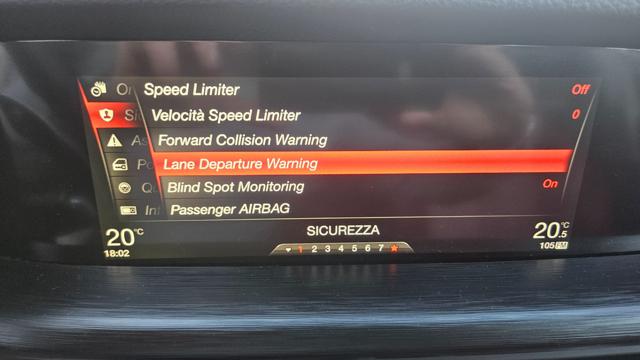 Speed Limiter Off
Velocità Speed Limiter 0
Forward Collision Warning
Lane Departure Warning
Blind Spot Monitoring On
Passenger AIRBAG
SICUREZZA
20°C 20.5°C
18:02 1 2 3 4 5 6 7 105 FM